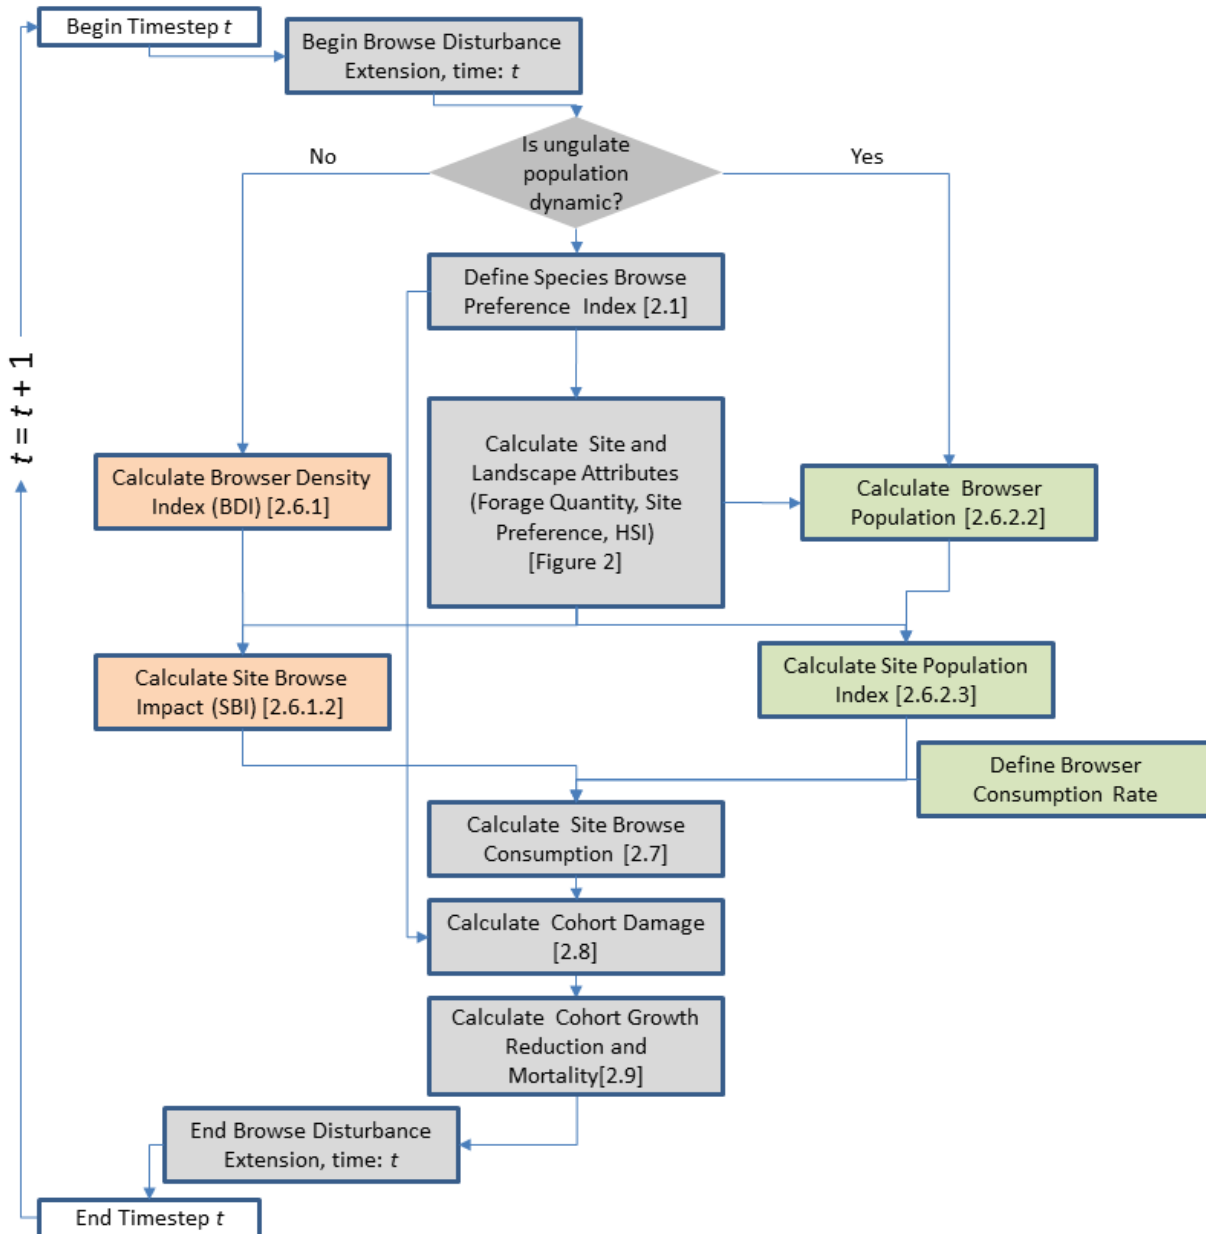 Begin Timestep t
Begin Browse Disturbance
Extension, time: t
Is ungulate
population
dynamic?
No
Yes
Define Species Browse
Preference Index [2.1]
t = t + 1
Calculate Site and
Landscape Attributes
(Forage Quantity, Site
Preference, HSI)
[Figure 2]
Calculate Browser Density
Index (BDI) [2.6.1]
Calculate Browser
Population [2.6.2.2]
Calculate Site Browse
Impact (SBI) [2.6.1.2]
Calculate Site Population
Index [2.6.2.3]
Define Browser
Consumption Rate
Calculate Site Browse
Consumption [2.7]
Calculate Cohort Damage
[2.8]
Calculate Cohort Growth
Reduction and
Mortality[2.9]
End Browse Disturbance
Extension, time: t
End Timestep t